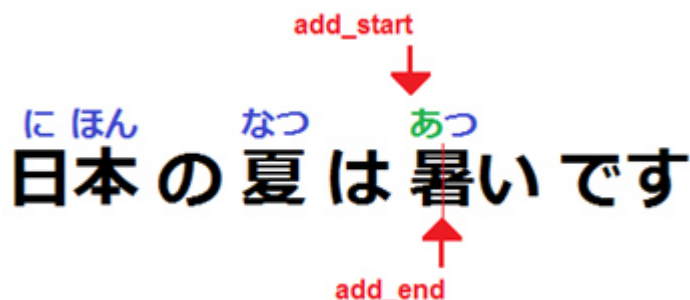 add_start
に ほん なつ あつ
日本 の 夏 は 暑い です
add_end